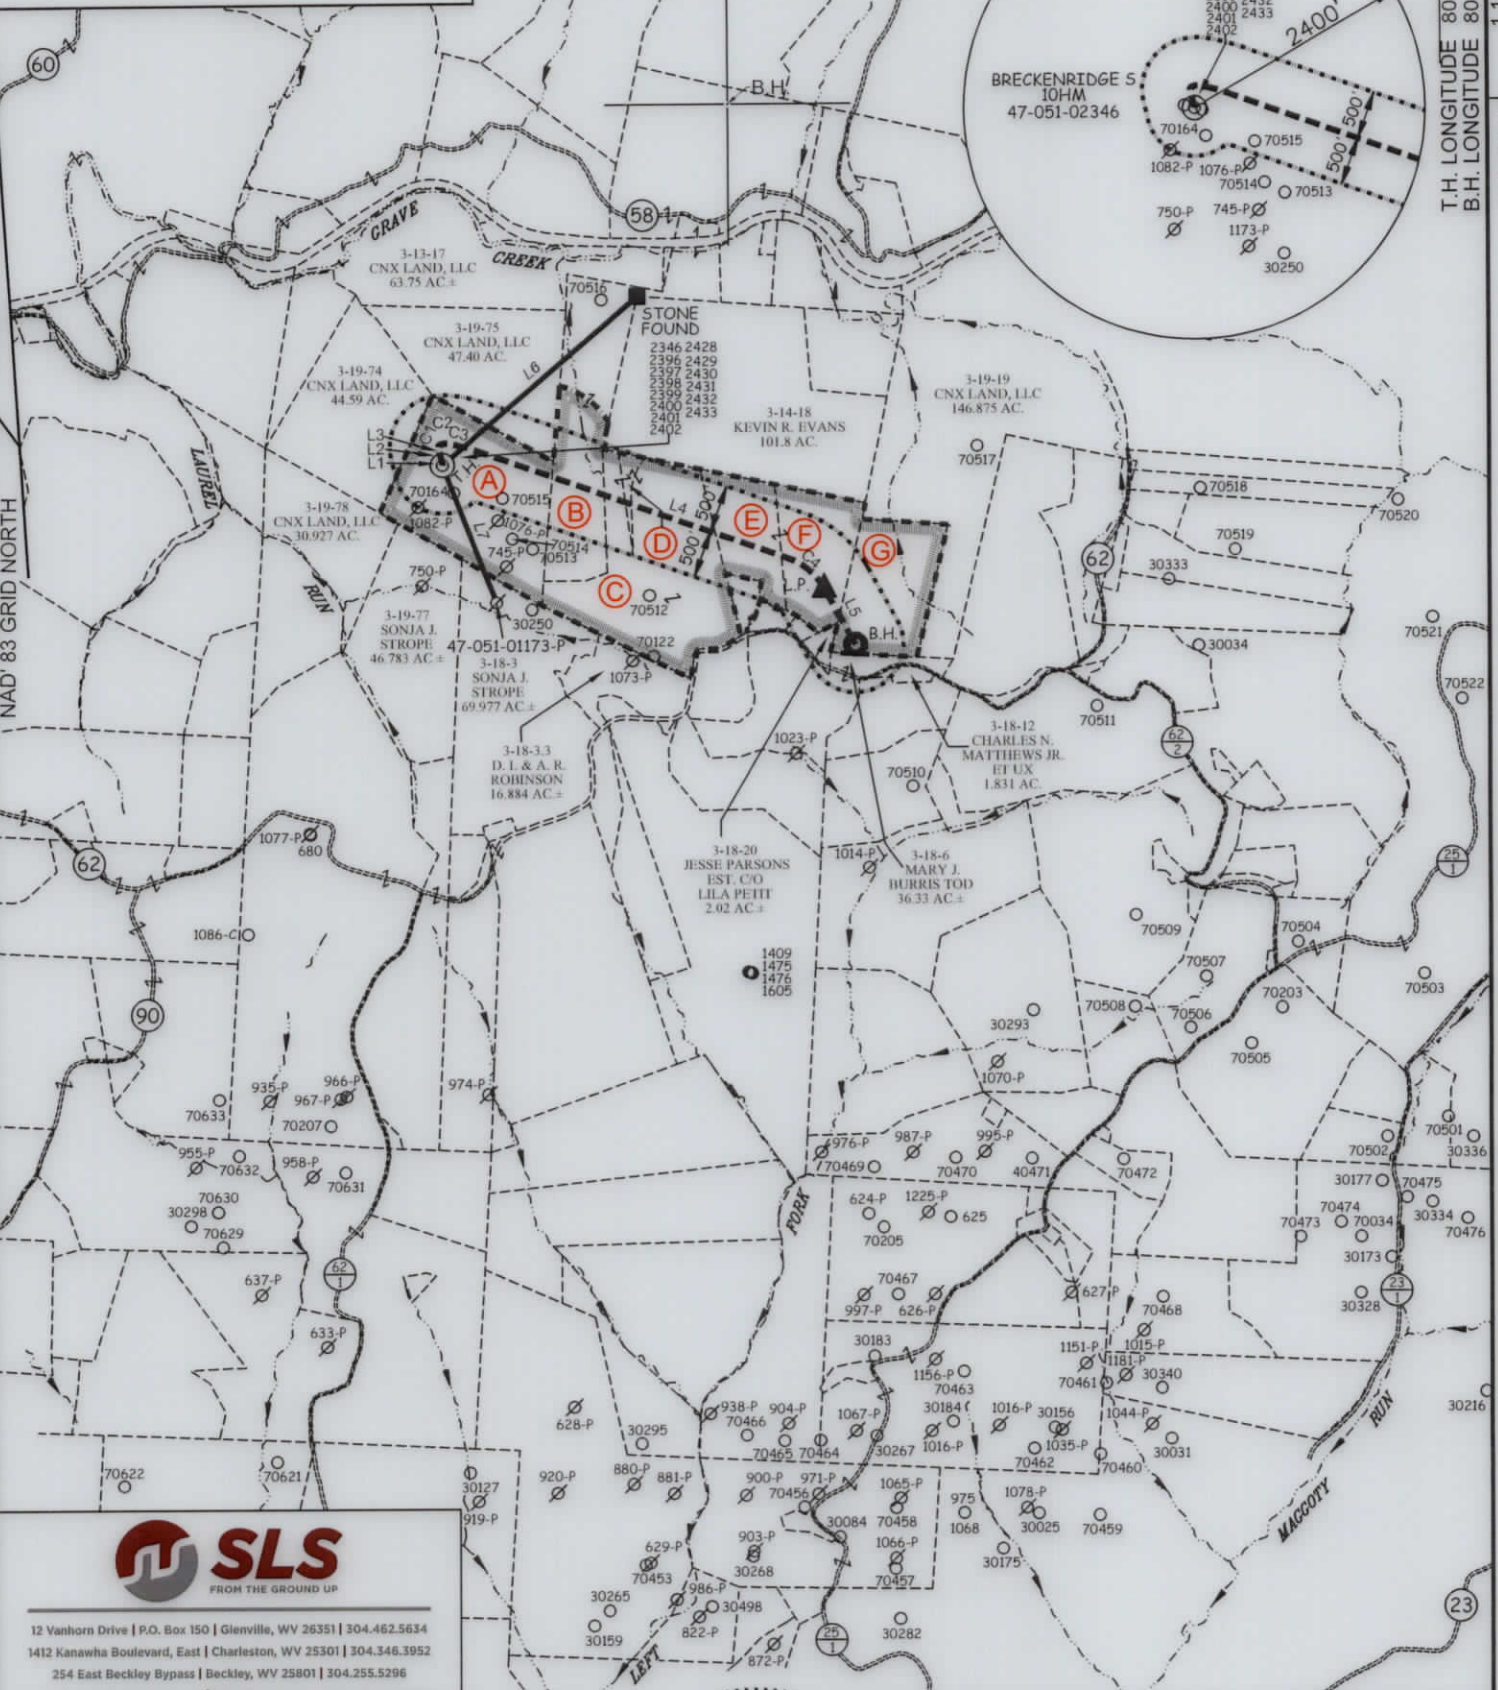 60
B.H.
2400'
2400 2432
2401 2433
2402
BRECKENRIDGE S
10HM
47-051-02346
500'
500'
70164
70515
1082-P
1076-P
70514
70513
750-P
745-P
1173-P
30250
T.H. LONGITUDE 80
B.H. LONGITUDE 80
58
GRAVE
CREEK
3-13-17
CNX LAND, LLC
63.75 AC.±
70516
STONE
FOUND
2346 2428
2396 2429
2397 2430
2398 2431
2399 2432
2400 2433
2401
2402
3-19-75
CNX LAND, LLC
47.40 AC.
L6
3-19-74
CNX LAND, LLC
44.59 AC.
3-14-18
KEVIN R. EVANS
101.8 AC.
3-19-19
CNX LAND, LLC
146.875 AC.
L3
L2
L1
C1
C2
C3
T.H.
LAUREL
RUN
3-19-78
CNX LAND, LLC
30.927 AC.
70164
1082-P
A
70515
B
1076-P
70514
70513
745-P
L7
D
L4
500'
500'
E
F
G
C4
L.P.
L5
B.H.
C
70512
750-P
30250
47-051-01173-P
70122
1073-P
3-19-77
SONJA J.
STROPE
46.783 AC.±
3-18-3
SONJA J.
STROPE
69.977 AC.±
3-18-3.3
D. I. & A. R.
ROBINSON
16.884 AC.±
NAD' 83 GRID NORTH
70517
70518
70520
70519
62
30333
70521
30034
70522
70511
62
2
3-18-12
CHARLES N.
MATTHEWS JR.
ET UX
1.831 AC.
1023-P
70510
3-18-20
JESSE PARSONS
EST. C/O
LILA PETIT
2.02 AC.±
1014-P
3-18-6
MARY J.
BURRIS TOD
36.33 AC.±
62
1077-P
680
25
1
1086-C
70509
70504
1409
1475
1476
1605
70507
70503
90
70508
70506
70203
30293
70505
1070-P
935-P
966-P
967-P
974-P
70633
70207
70501
70502
30336
955-P
70632
958-P
70631
976-P
987-P
995-P
70469
70470
40471
70472
30177
70475
70630
30298
70629
FORK
624-P
1225-P
625
70205
70474
70473
70034
30334
70476
30173
62
1
637-P
70467
997-P
626-P
627-P
70468
30328
23
1
633-P
30183
1015-P
1151-P
1181-P
1156-P
70463
70461
30340
30216
628-P
938-P
70466
904-P
1067-P
30184
1016-P
1016-P
30156
1035-P
1044-P
30031
30295
70465
70464
30267
70462
70460
RUN
MAGGOTY
70622
70621
30127
919-P
920-P
880-P
881-P
900-P
971-P
70456
1065-P
70458
975
1068
1078-P
30025
70459
30084
903-P
30268
1066-P
70457
30175
629-P
70453
986-P
30498
822-P
30265
30159
872-P
25
1
30282
LEFT
23
SLS
FROM THE GROUND UP
12 Vanhorn Drive | P.O. Box 150 | Glenville, WV 26351 | 304.462.5634
1412 Kanawha Boulevard, East | Charleston, WV 25301 | 304.346.3952
254 East Beckley Bypass | Beckley, WV 25801 | 304.255.5296